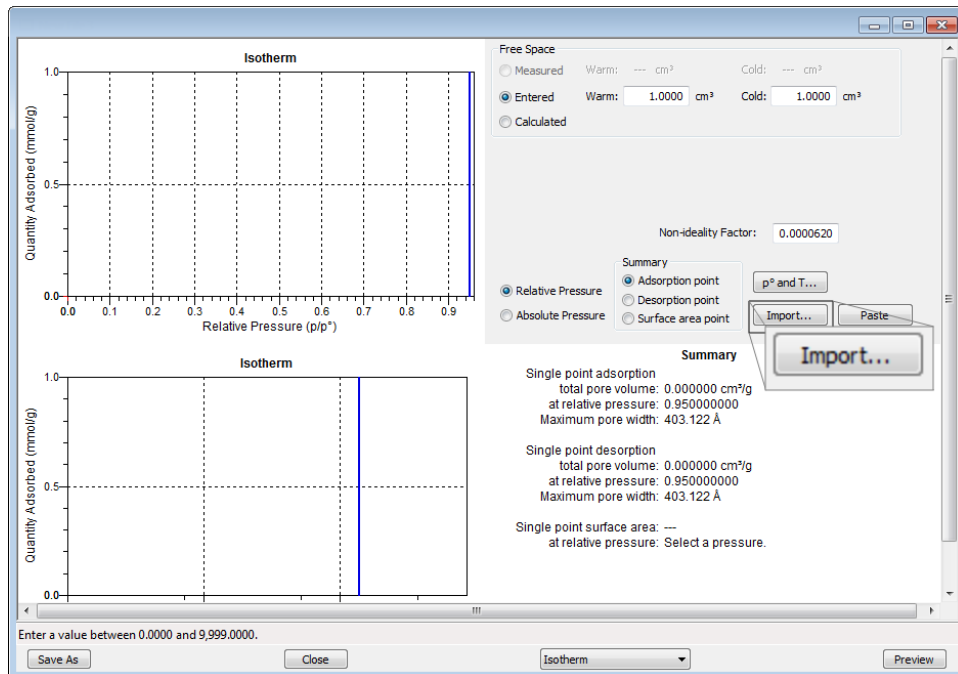 Isotherm
1.0
0.5
0.0
Quantity Adsorbed (mmol/g)
0.0 0.1 0.2 0.3 0.4 0.5 0.6 0.7 0.8 0.9
Relative Pressure (p/p°)
Isotherm
1.0
0.5
0.0
Quantity Adsorbed (mmol/g)
Free Space
Measured Warm: --- cm³ Cold: --- cm³
Entered Warm: 1.0000 cm³ Cold: 1.0000 cm³
Calculated
Non-ideality Factor: 0.0000620
Relative Pressure
Absolute Pressure
Summary
Adsorption point
Desorption point
Surface area point
p° and T...
Import... Paste
Import...
Summary
Single point adsorption
total pore volume: 0.000000 cm³/g
at relative pressure: 0.950000000
Maximum pore width: 403.122 Å
Single point desorption
total pore volume: 0.000000 cm³/g
at relative pressure: 0.950000000
Maximum pore width: 403.122 Å
Single point surface area: ---
at relative pressure: Select a pressure.
Enter a value between 0.0000 and 9,999.0000.
Save As Close Isotherm Preview